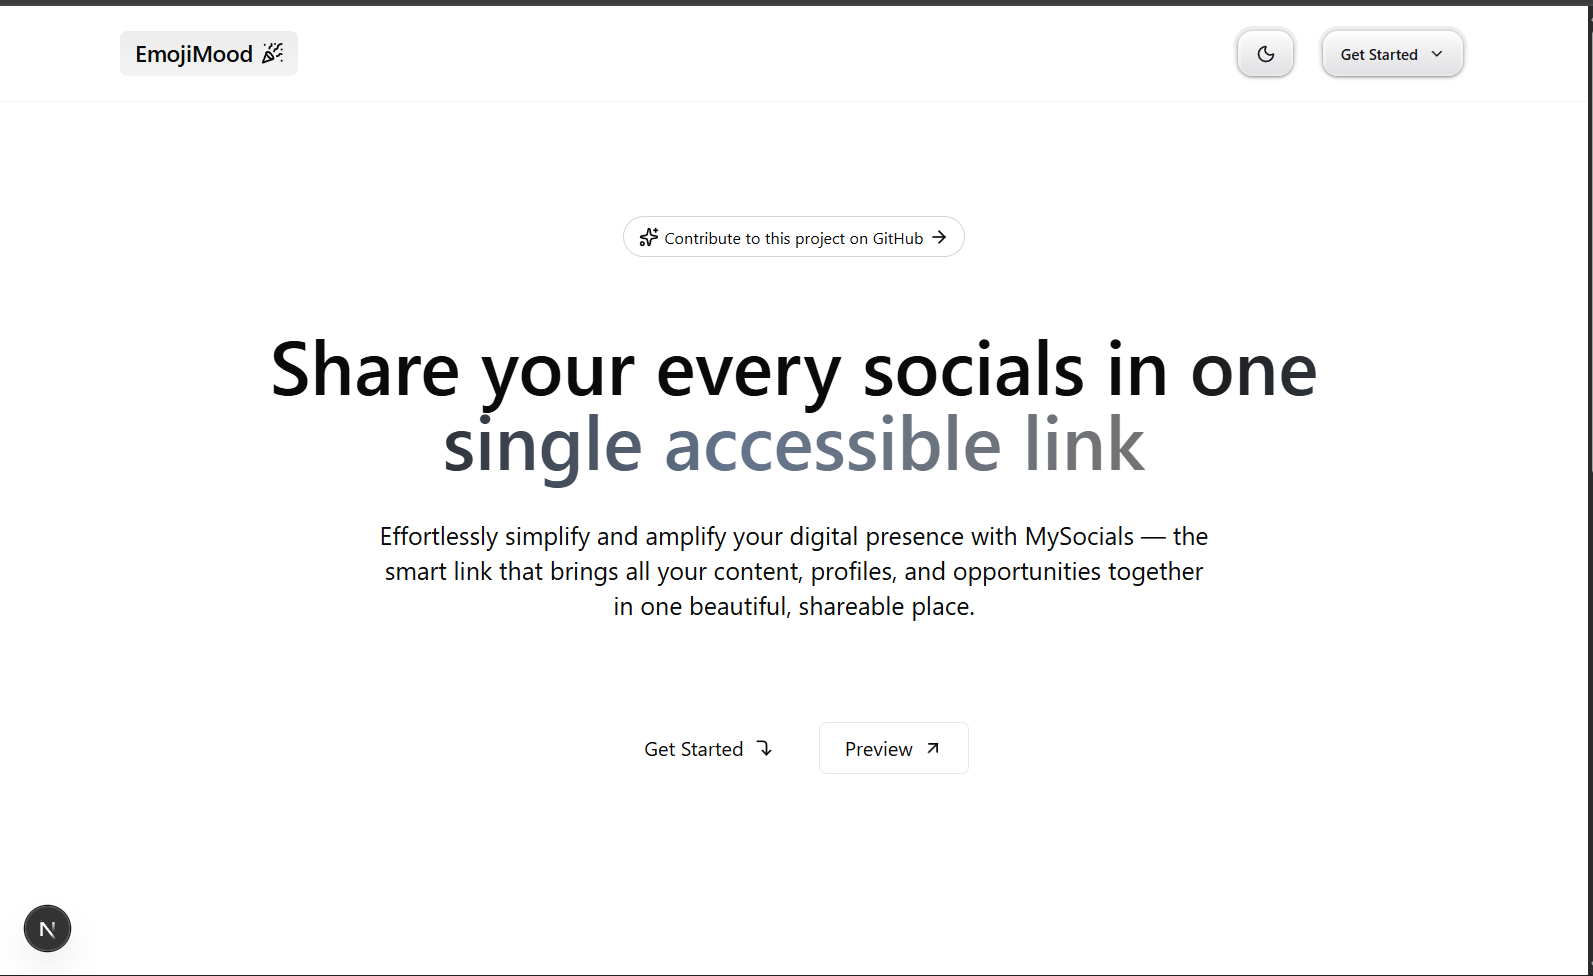 EmojiMood
Get Started
Contribute to this project on GitHub
Share your every socials in one
single accessible link
Effortlessly simplify and amplify your digital presence with MySocials — the
smart link that brings all your content, profiles, and opportunities together
in one beautiful, shareable place.
Get Started
Preview
N